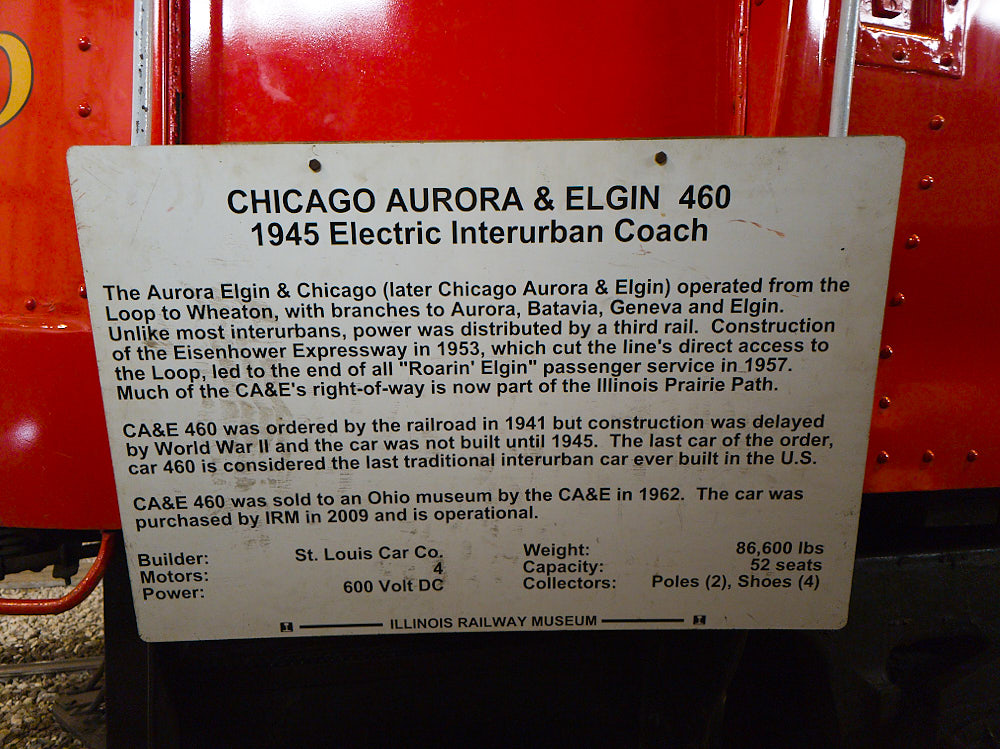 CHICAGO AURORA & ELGIN 460
1945 Electric Interurban Coach
The Aurora Elgin & Chicago (later Chicago Aurora & Elgin) operated from the
Loop to Wheaton, with branches to Aurora, Batavia, Geneva and Elgin.
Unlike most interurbans, power was distributed by a third rail. Construction
of the Eisenhower Expressway in 1953, which cut the line's direct access to
the Loop, led to the end of all "Roarin' Elgin" passenger service in 1957.
Much of the CA&E's right-of-way is now part of the Illinois Prairie Path.
CA&E 460 was ordered by the railroad in 1941 but construction was delayed
by World War II and the car was not built until 1945. The last car of the order,
car 460 is considered the last traditional interurban car ever built in the U.S.
CA&E 460 was sold to an Ohio museum by the CA&E in 1962. The car was
purchased by IRM in 2009 and is operational.
Builder: St. Louis Car Co. Weight: 86,600 lbs
Motors: 4 Capacity: 52 seats
Power: 600 Volt DC Collectors: Poles (2), Shoes (4)
ILLINOIS RAILWAY MUSEUM